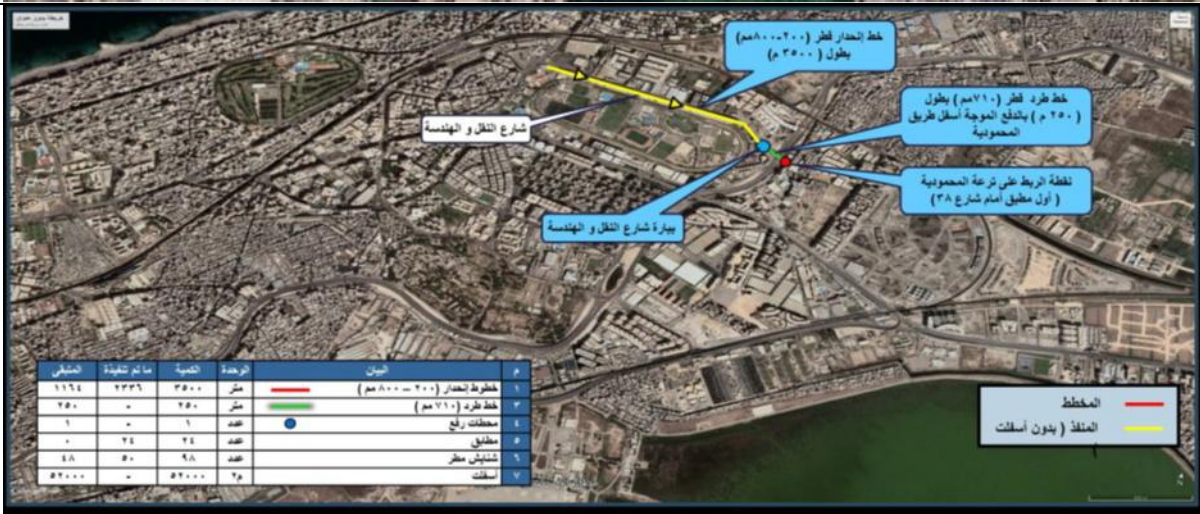 خط إنحدار قطر (٢٠٠-٨٠٠مم)
بطول ( ٣٥٠٠ م )
خط طرد قطر (٧١٠مم ) بطول
( ٢٥٠ م ) بالدفع الموجة أسفل طريق
المحمودية
شارع النقل و الهندسة
نقطة الربط على ترعة المحمودية
( أول مطبق أمام شارع ٣٨)
بيارة شارع النقل و الهندسة
م البيان الوحدة الكمية ما تم تنفيذة المتبقى
١ خطوط إنحدار (٢٠٠ – ٨٠٠ مم ) متر ٣٥٠٠ ٢٣٣٦ ١١٦٤
٣ خط طرد (٧١٠ مم ) متر ٢٥٠ - ٢٥٠
٤ محطات رفع عدد ١ - ١
٥ مطابق عدد ٢٤ ٢٤ ٠
٦ شنايش مطر عدد ٩٨ ٥٠ ٤٨
٧ أسفلت م٢ ٥٢٠٠٠ - ٥٢٠٠٠
المخطط
المنفذ ( بدون أسفلت